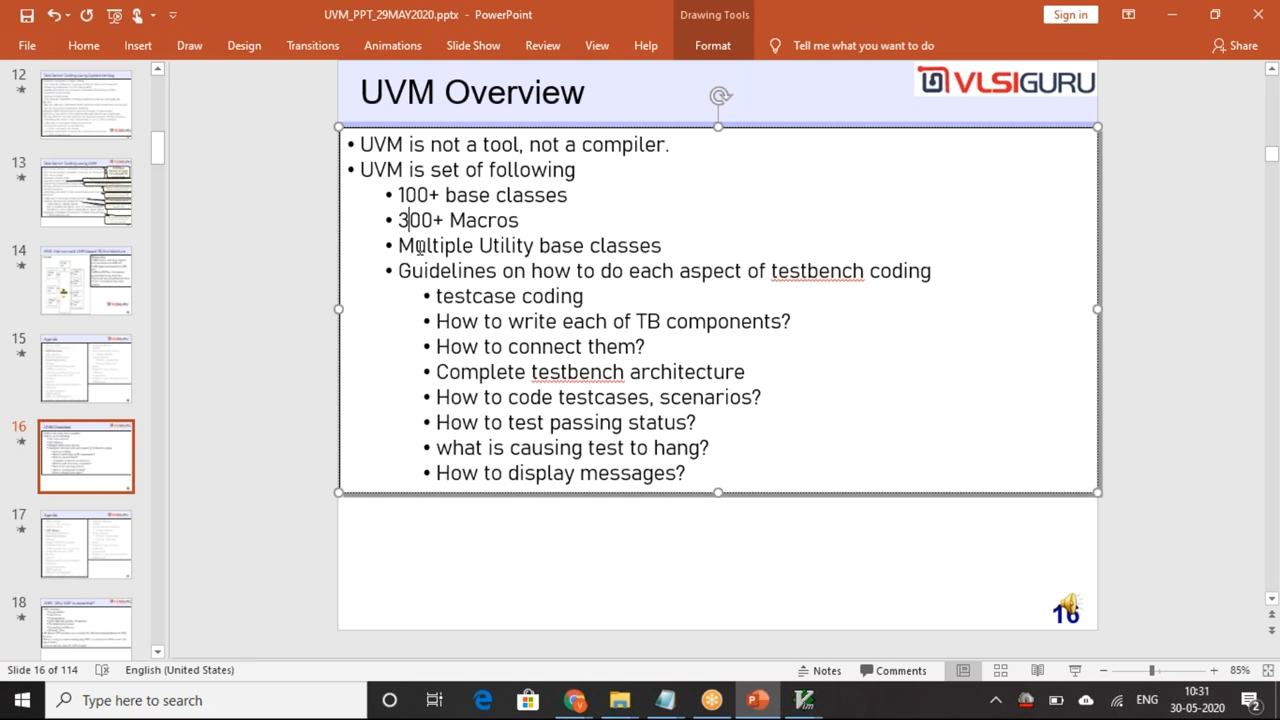 UVM_PPT_29MAY2020.pptx - PowerPoint
Drawing Tools
Sign in
File Home Insert Draw Design Transitions Animations Slide Show Review View Help Format Tell me what you want to do Share
12
13
14
15
Agenda
16
17
Agenda
18
UVM Overview
VLSIGURU
• UVM is not a tool, not a compiler.
• UVM is set of following
• 100+ base classes
• 300+ Macros
• Multiple Utility base classes
• Guidelines on how to do each aspect of testbench coding
• testcase coding
• How to write each of TB components?
• How to connect them?
• Complete testbench architecture
• How to code testcases, scenarios?
• How to test passing status?
• what is causing test to hang?
• How to display messages?
16
Slide 16 of 114 English (United States) Notes Comments 85%
Type here to search
ENG
10:31
30-05-2020
2